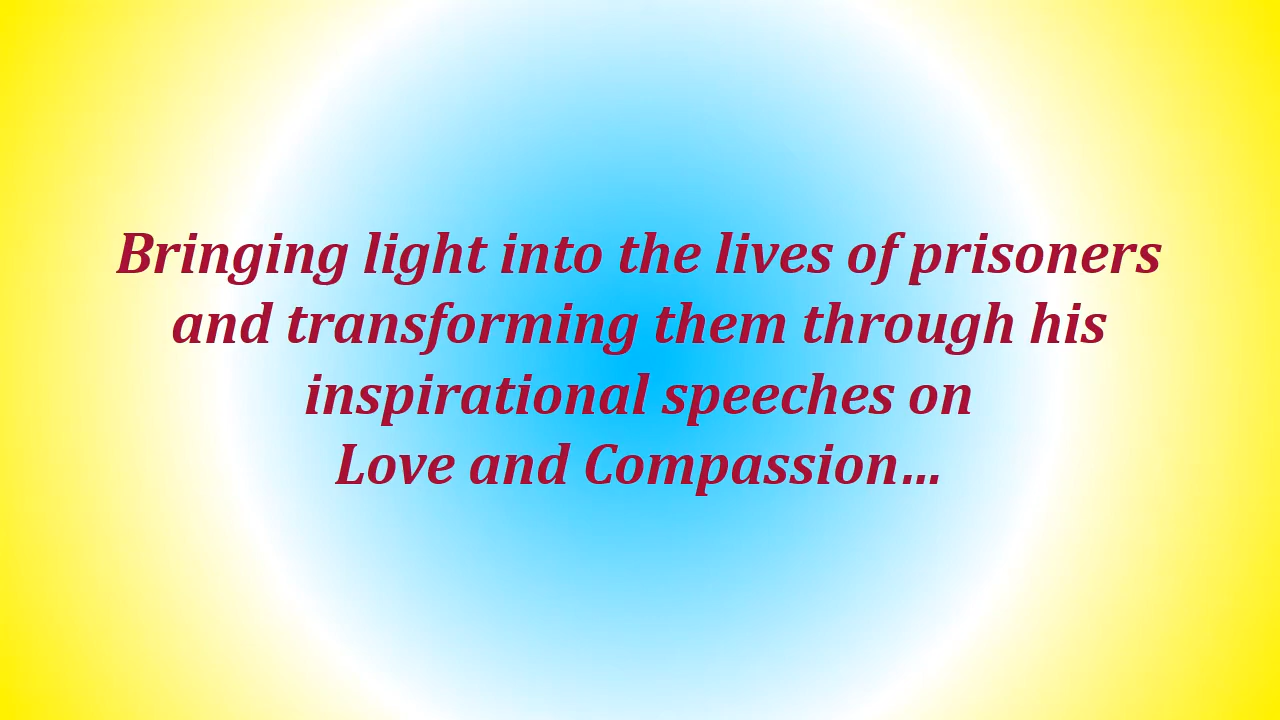 Bringing light into the lives of prisoners
and transforming them through his
inspirational speeches on
Love and Compassion…